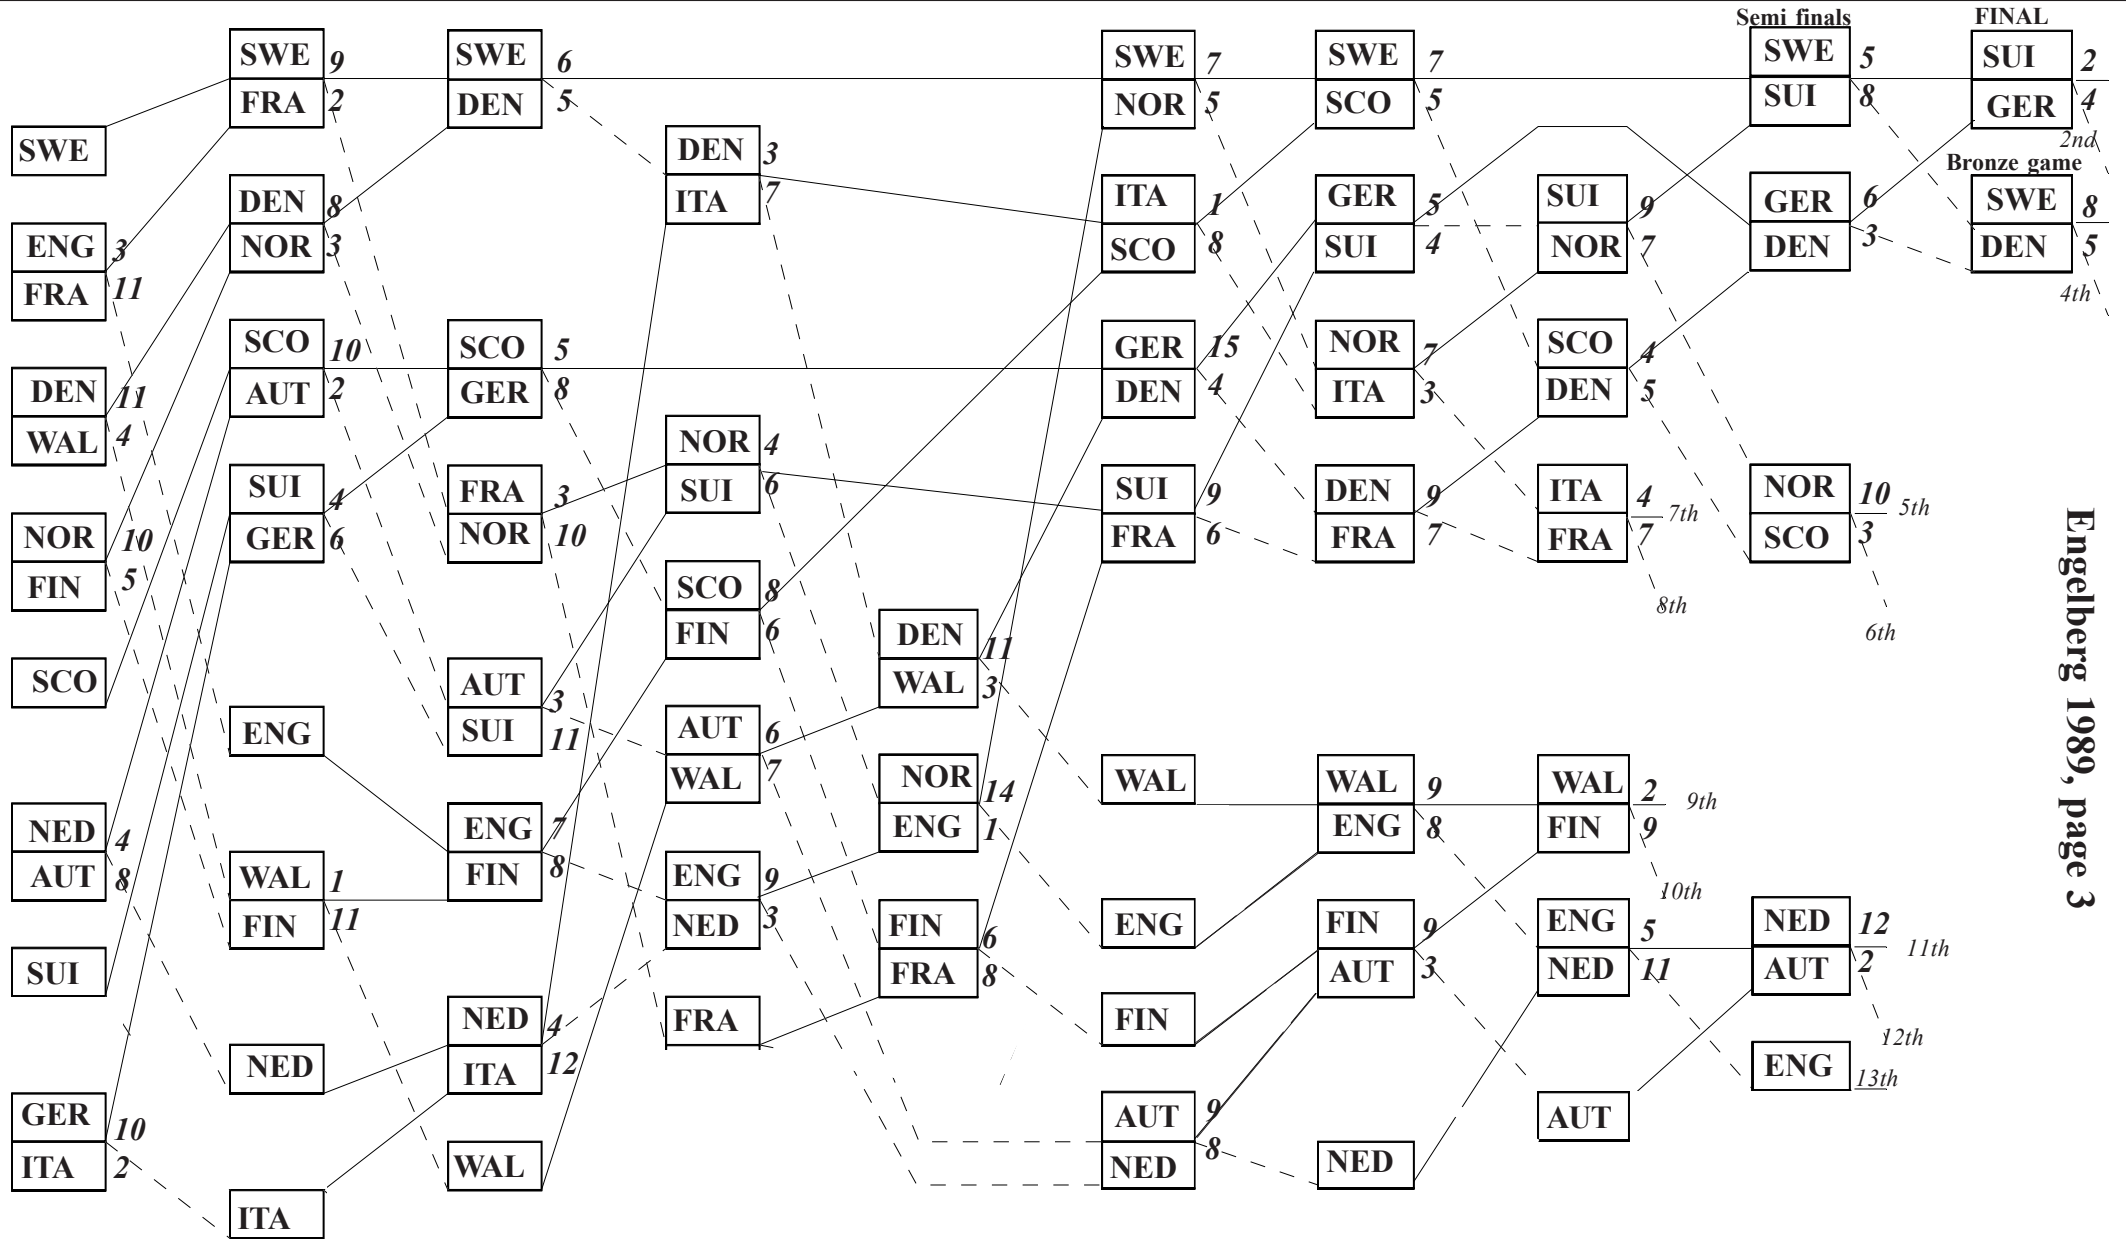 Semi finals
FINAL
SWE
ENG 3
FRA 11
DEN 11
WAL 4
NOR 10
FIN 5
SCO
NED 4
AUT 8
SUI
GER 10
ITA 2
SWE 9
FRA 2
DEN 8
NOR 3
SCO 10
AUT 2
SUI 4
GER 6
ENG
WAL 1
FIN 11
NED
ITA
SWE 6
DEN 5
SCO 5
GER 8
FRA 3
NOR 10
AUT 3
SUI 11
ENG 7
FIN 8
NED 4
ITA 12
WAL
DEN 3
ITA 7
NOR 4
SUI 6
SCO 8
FIN 6
AUT 6
WAL 7
ENG 9
NED 3
FRA
DEN 11
WAL 3
NOR 14
ENG 1
FIN 6
FRA 8
SWE 7
NOR 5
ITA 1
SCO 8
GER 15
DEN 4
SUI 9
FRA 6
WAL
ENG
FIN
AUT 9
NED 8
SWE 7
SCO 5
GER 5
SUI 4
NOR 7
ITA 3
DEN 9
FRA 7
WAL 9
ENG 8
FIN 9
AUT 3
NED
SUI 9
NOR 7
SCO 4
DEN 5
ITA 4
7th
FRA 7
8th
WAL 2
9th
FIN 9
10th
ENG 5
NED 11
AUT
SWE 5
SUI 8
GER 6
DEN 3
NOR 10
5th
SCO 3
6th
NED 12
11th
AUT 2
12th
ENG
13th
SUI 2
GER 4
2nd
Bronze game
SWE 8
DEN 5
4th
Engelberg 1989, page 3